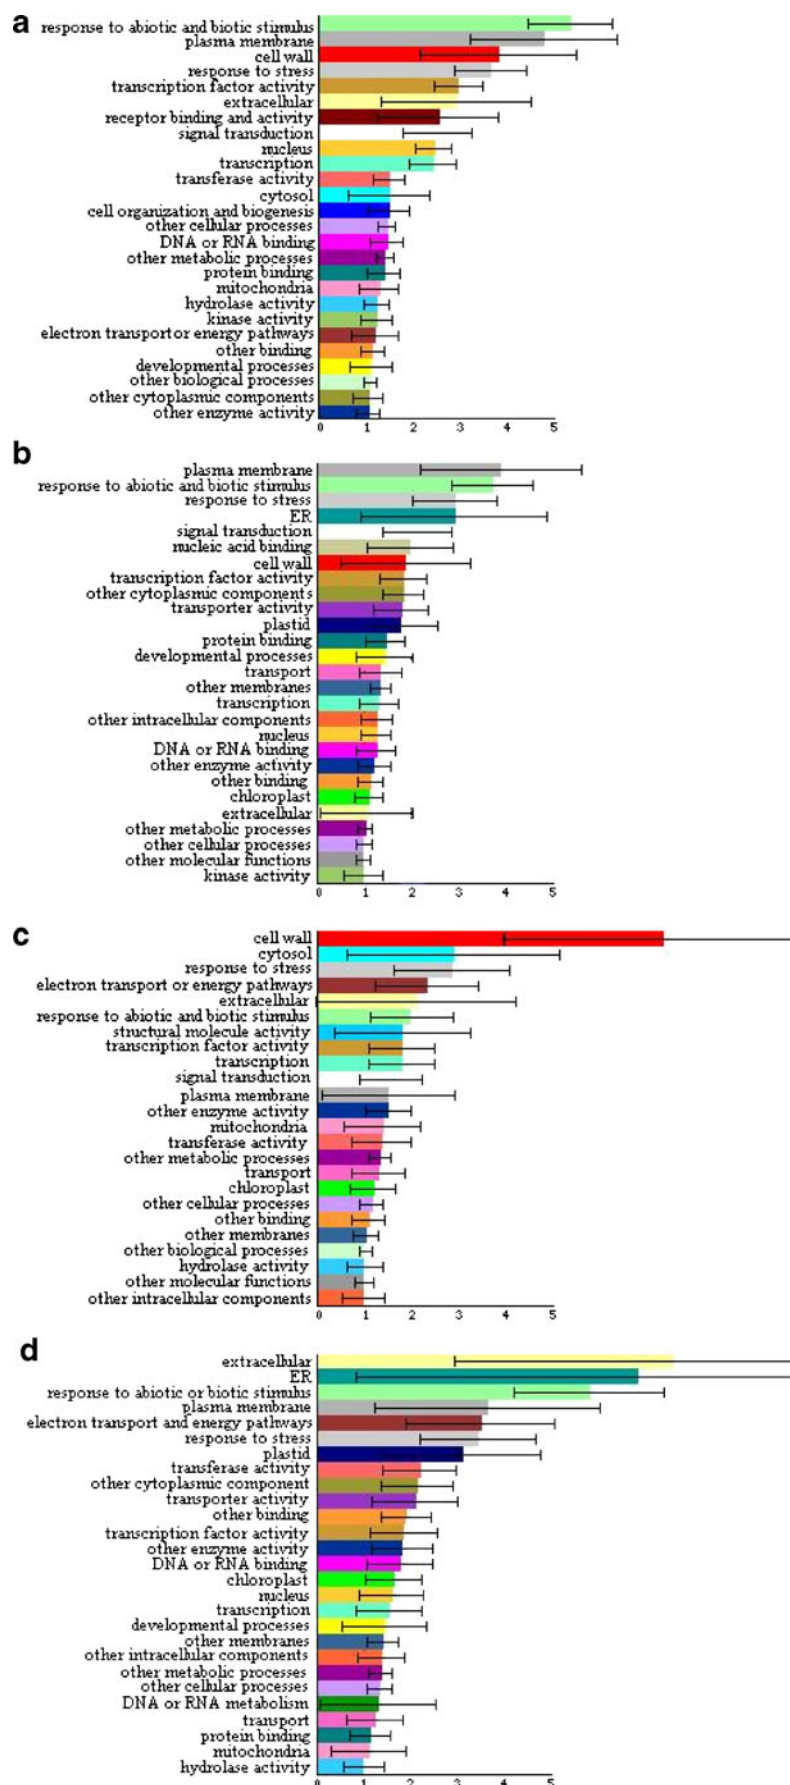 a
response to abiotic and biotic stimulus
plasma membrane
cell wall
response to stress
transcription factor activity
extracellular
receptor binding and activity
signal transduction
nucleus
transcription
transferase activity
cytosol
cell organization and biogenesis
other cellular processes
DNA or RNA binding
other metabolic processes
protein binding
mitochondria
hydrolase activity
kinase activity
electron transport or energy pathways
other binding
developmental processes
other biological processes
other cytoplasmic components
other enzyme activity
0 1 2 3 4 5
b
plasma membrane
response to abiotic and biotic stimulus
response to stress
ER
signal transduction
nucleic acid binding
cell wall
transcription factor activity
other cytoplasmic components
transporter activity
plastid
protein binding
developmental processes
transport
other membranes
transcription
other intracellular components
nucleus
DNA or RNA binding
other enzyme activity
other binding
chloroplast
extracellular
other metabolic processes
other cellular processes
other molecular functions
kinase activity
0 1 2 3 4 5
c
cell wall
cytosol
response to stress
electron transport or energy pathways
extracellular
response to abiotic and biotic stimulus
structural molecule activity
transcription factor activity
transcription
signal transduction
plasma membrane
other enzyme activity
mitochondria
transferase activity
other metabolic processes
transport
chloroplast
other cellular processes
other binding
other membranes
other biological processes
hydrolase activity
other molecular functions
other intracellular components
0 1 2 3 4 5
d
extracellular
ER
response to abiotic or biotic stimulus
plasma membrane
electron transport and energy pathways
response to stress
plastid
transferase activity
other cytoplasmic component
transporter activity
other binding
transcription factor activity
other enzyme activity
DNA or RNA binding
chloroplast
nucleus
transcription
developmental processes
other membranes
other intracellular components
other metabolic processes
other cellular processes
DNA or RNA metabolism
transport
protein binding
mitochondria
hydrolase activity
0 1 2 3 4 5